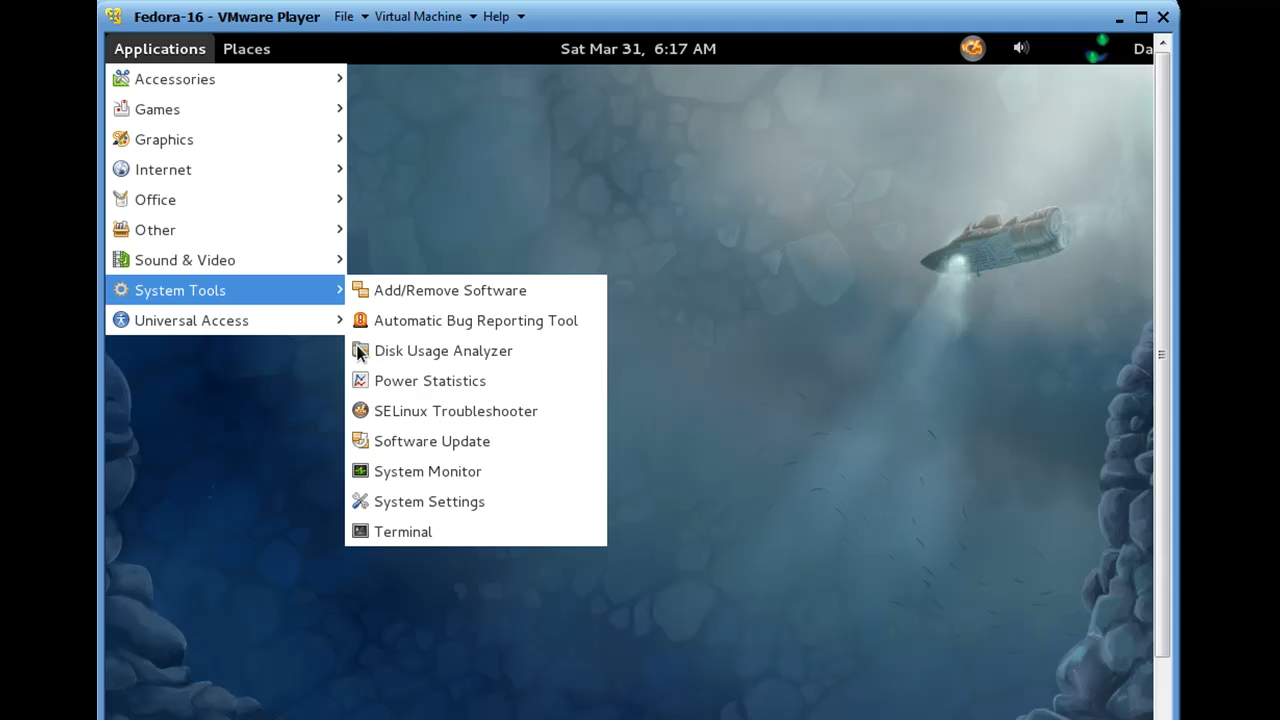 Fedora-16 - VMware Player File Virtual Machine Help
Applications Places Sat Mar 31, 6:17 AM Da
Accessories
Games
Graphics
Internet
Office
Other
Sound & Video
System Tools
Universal Access
Add/Remove Software
Automatic Bug Reporting Tool
Disk Usage Analyzer
Power Statistics
SELinux Troubleshooter
Software Update
System Monitor
System Settings
Terminal